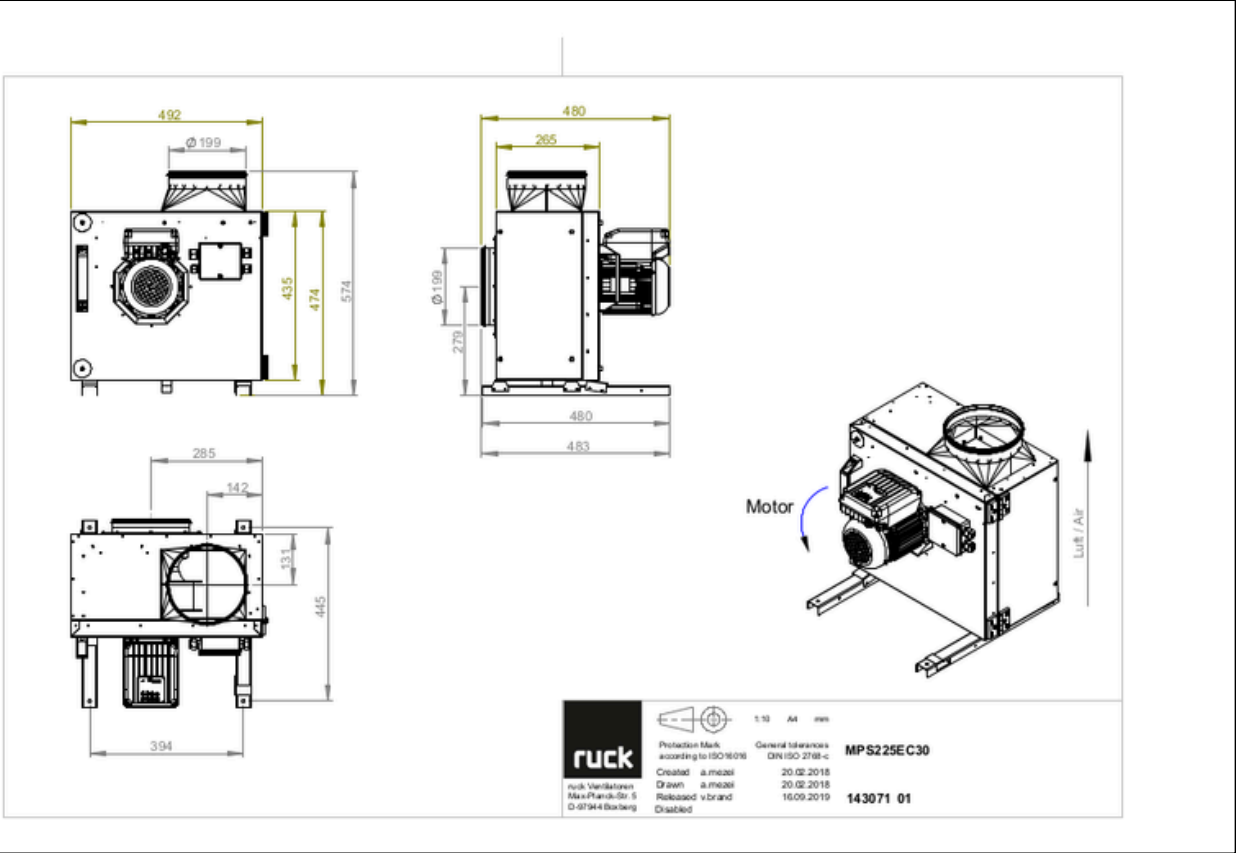 492
Ø199
435
474
574
480
265
Ø199
279
480
483
285
142
131
445
394
Motor
Luft / Air
ruck
ruck Ventilatoren
Max-Planck-Str. 5
D-97944 Boxberg
1:10 A4 mm
Protection Mark
according to ISO16016
General tolerances
DIN ISO 2768-c
Created a.mezei 20.02.2018
Drawn a.mezei 20.02.2018
Released v.brand 16.09.2019
Disabled
MPS225EC30
143071 01